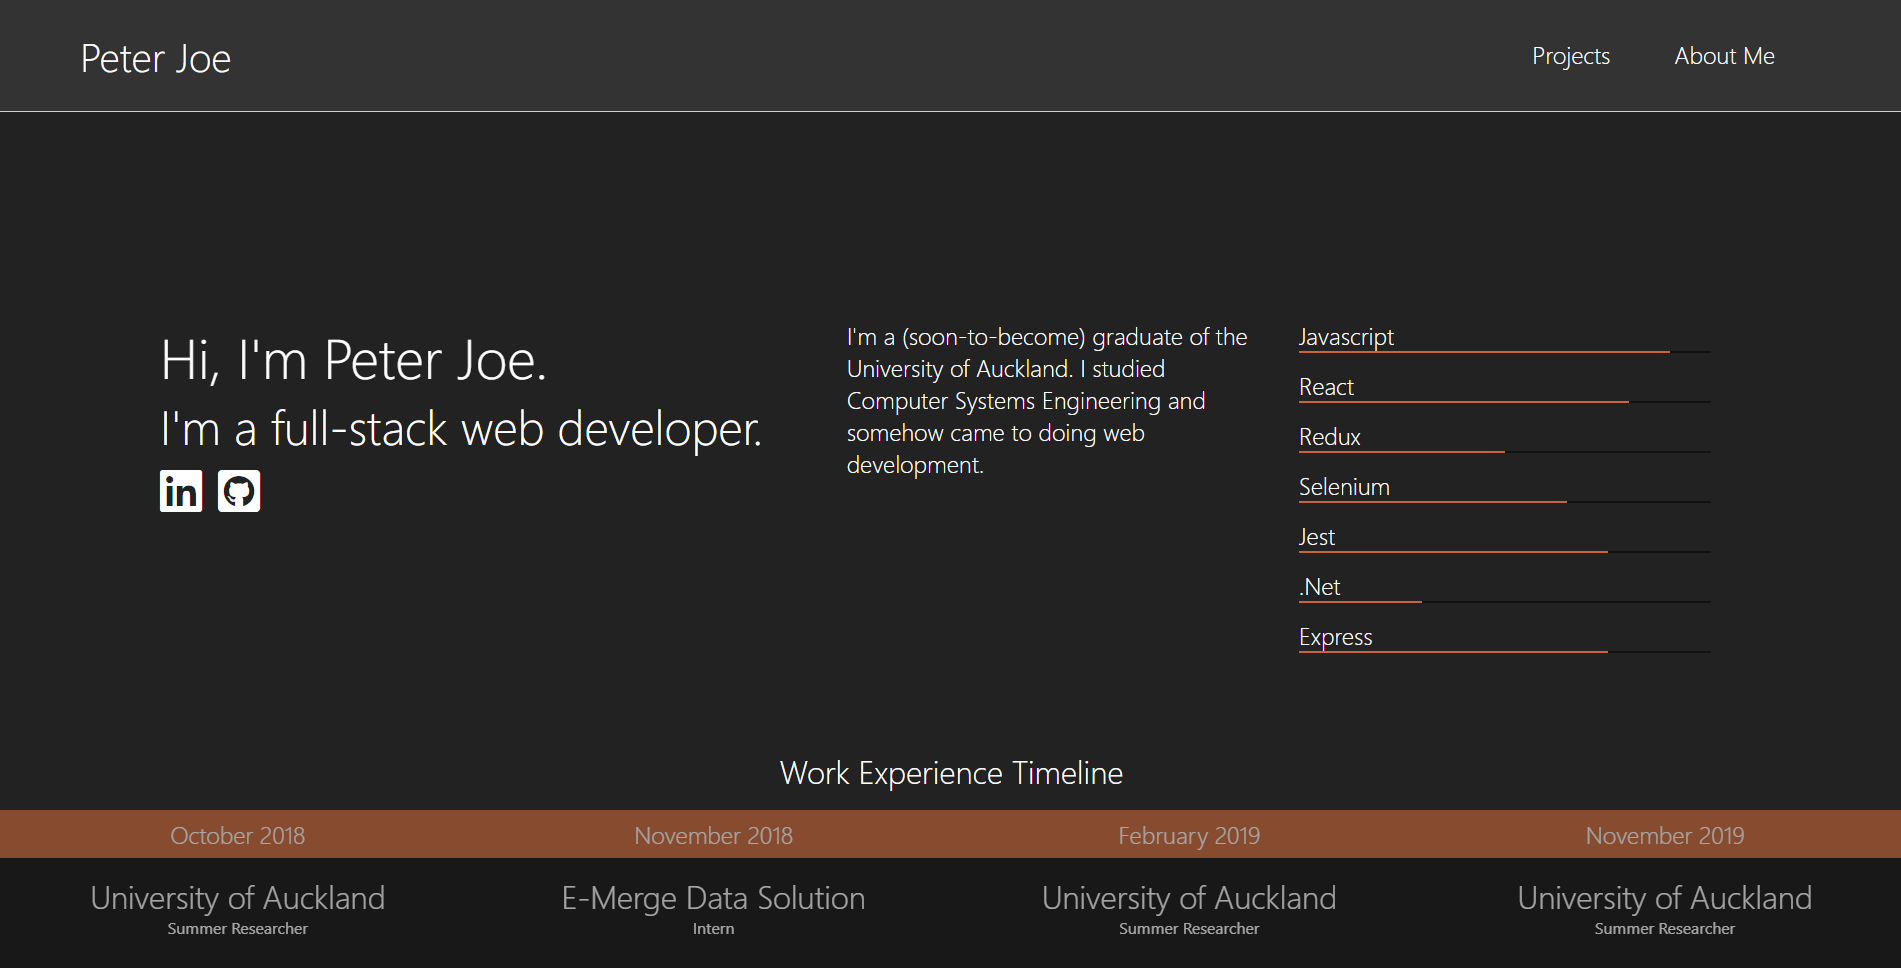 Peter Joe
Projects
About Me
Hi, I'm Peter Joe.
I'm a full-stack web developer.
in
I'm a (soon-to-become) graduate of the
University of Auckland. I studied
Computer Systems Engineering and
somehow came to doing web
development.
Javascript
React
Redux
Selenium
Jest
.Net
Express
Work Experience Timeline
October 2018
November 2018
February 2019
November 2019
University of Auckland
Summer Researcher
E-Merge Data Solution
Intern
University of Auckland
Summer Researcher
University of Auckland
Summer Researcher